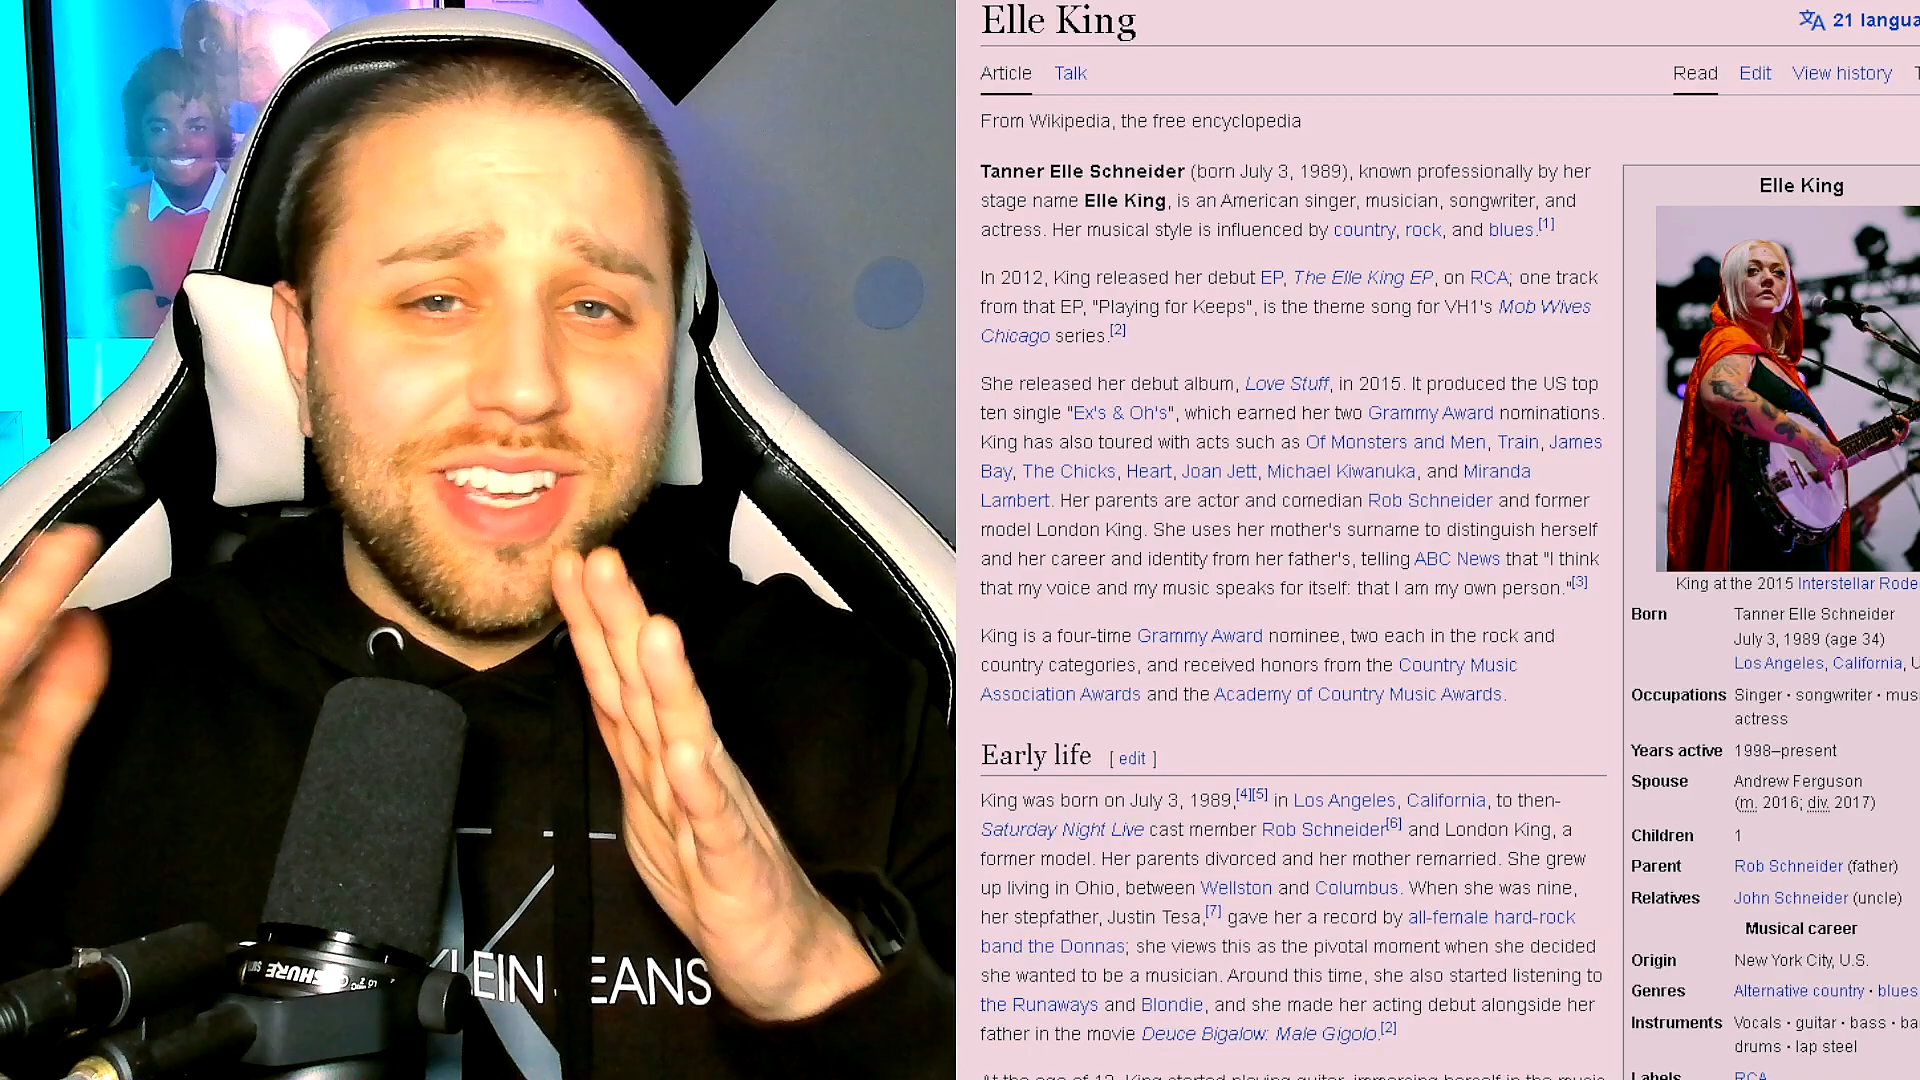 Elle King
21 langua
Article Talk
Read Edit View history
From Wikipedia, the free encyclopedia
Tanner Elle Schneider (born July 3, 1989), known professionally by her
stage name Elle King, is an American singer, musician, songwriter, and
actress. Her musical style is influenced by country, rock, and blues.[1]
In 2012, King released her debut EP, The Elle King EP, on RCA; one track
from that EP, "Playing for Keeps", is the theme song for VH1's Mob Wives
Chicago series.[2]
She released her debut album, Love Stuff, in 2015. It produced the US top
ten single "Ex's & Oh's", which earned her two Grammy Award nominations.
King has also toured with acts such as Of Monsters and Men, Train, James
Bay, The Chicks, Heart, Joan Jett, Michael Kiwanuka, and Miranda
Lambert. Her parents are actor and comedian Rob Schneider and former
model London King. She uses her mother's surname to distinguish herself
and her career and identity from her father's, telling ABC News that "I think
that my voice and my music speaks for itself: that I am my own person."[3]
King is a four-time Grammy Award nominee, two each in the rock and
country categories, and received honors from the Country Music
Association Awards and the Academy of Country Music Awards.
Early life [ edit ]
King was born on July 3, 1989,[4][5] in Los Angeles, California, to then-
Saturday Night Live cast member Rob Schneider[6] and London King, a
former model. Her parents divorced and her mother remarried. She grew
up living in Ohio, between Wellston and Columbus. When she was nine,
her stepfather, Justin Tesa,[7] gave her a record by all-female hard-rock
band the Donnas; she views this as the pivotal moment when she decided
she wanted to be a musician. Around this time, she also started listening to
the Runaways and Blondie, and she made her acting debut alongside her
father in the movie Deuce Bigalow: Male Gigolo.[2]
At the age of 13, King started playing guitar, immersing herself in the music
Elle King
King at the 2015 Interstellar Rode
Born Tanner Elle Schneider
July 3, 1989 (age 34)
Los Angeles, California, U
Occupations Singer · songwriter · mus
actress
Years active 1998–present
Spouse Andrew Ferguson
(m. 2016; div. 2017)
Children 1
Parent Rob Schneider (father)
Relatives John Schneider (uncle)
Musical career
Origin New York City, U.S.
Genres Alternative country · blues
Instruments Vocals · guitar · bass · ba
drums · lap steel
Labels RCA
SHURE
KLEIN JEANS